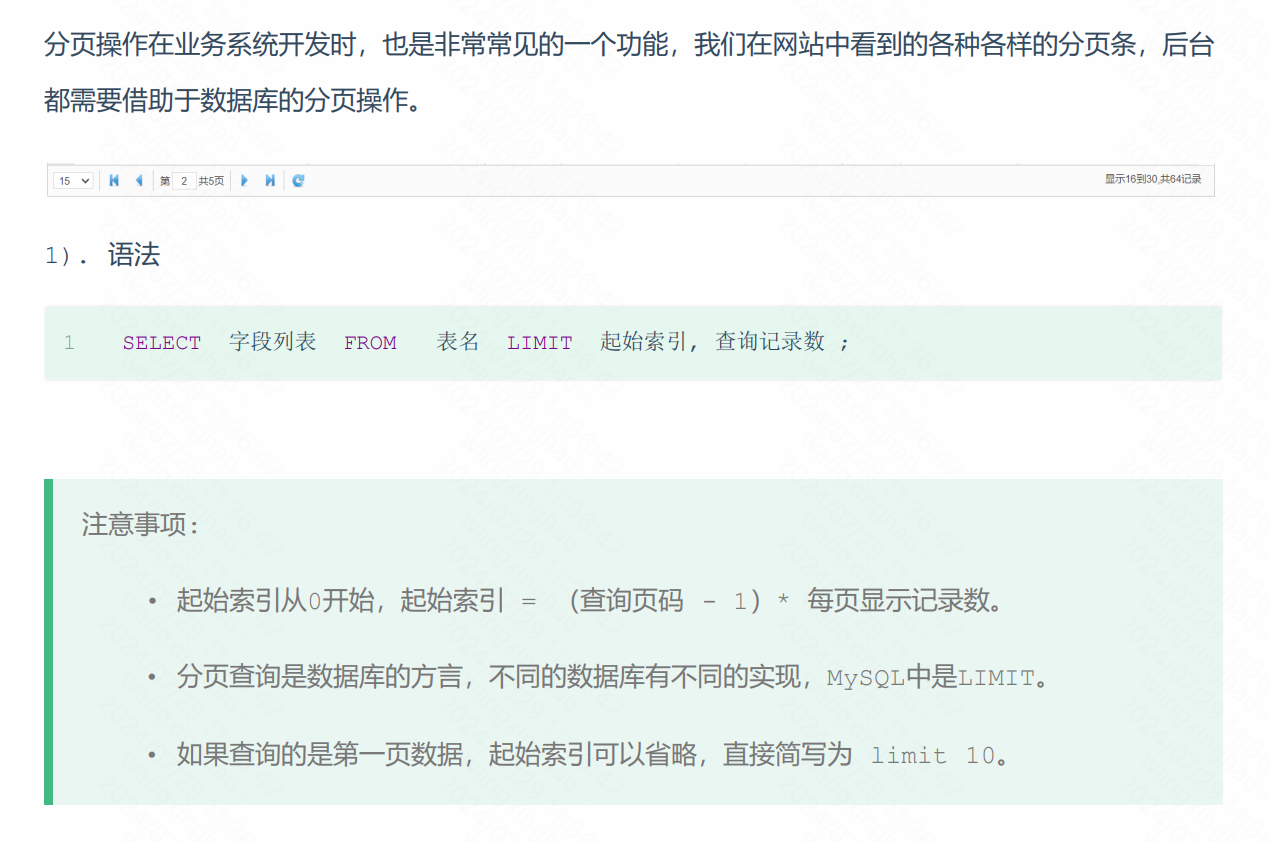 分页操作在业务系统开发时，也是非常常见的一个功能，我们在网站中看到的各种各样的分页条，后台
都需要借助于数据库的分页操作。
15 第 2 共5页 显示16到30,共64记录
1). 语法
1 SELECT 字段列表 FROM 表名 LIMIT 起始索引, 查询记录数 ;
注意事项:
• 起始索引从0开始，起始索引 = （查询页码 - 1）* 每页显示记录数。
• 分页查询是数据库的方言，不同的数据库有不同的实现，MySQL中是LIMIT。
• 如果查询的是第一页数据，起始索引可以省略，直接简写为 limit 10。